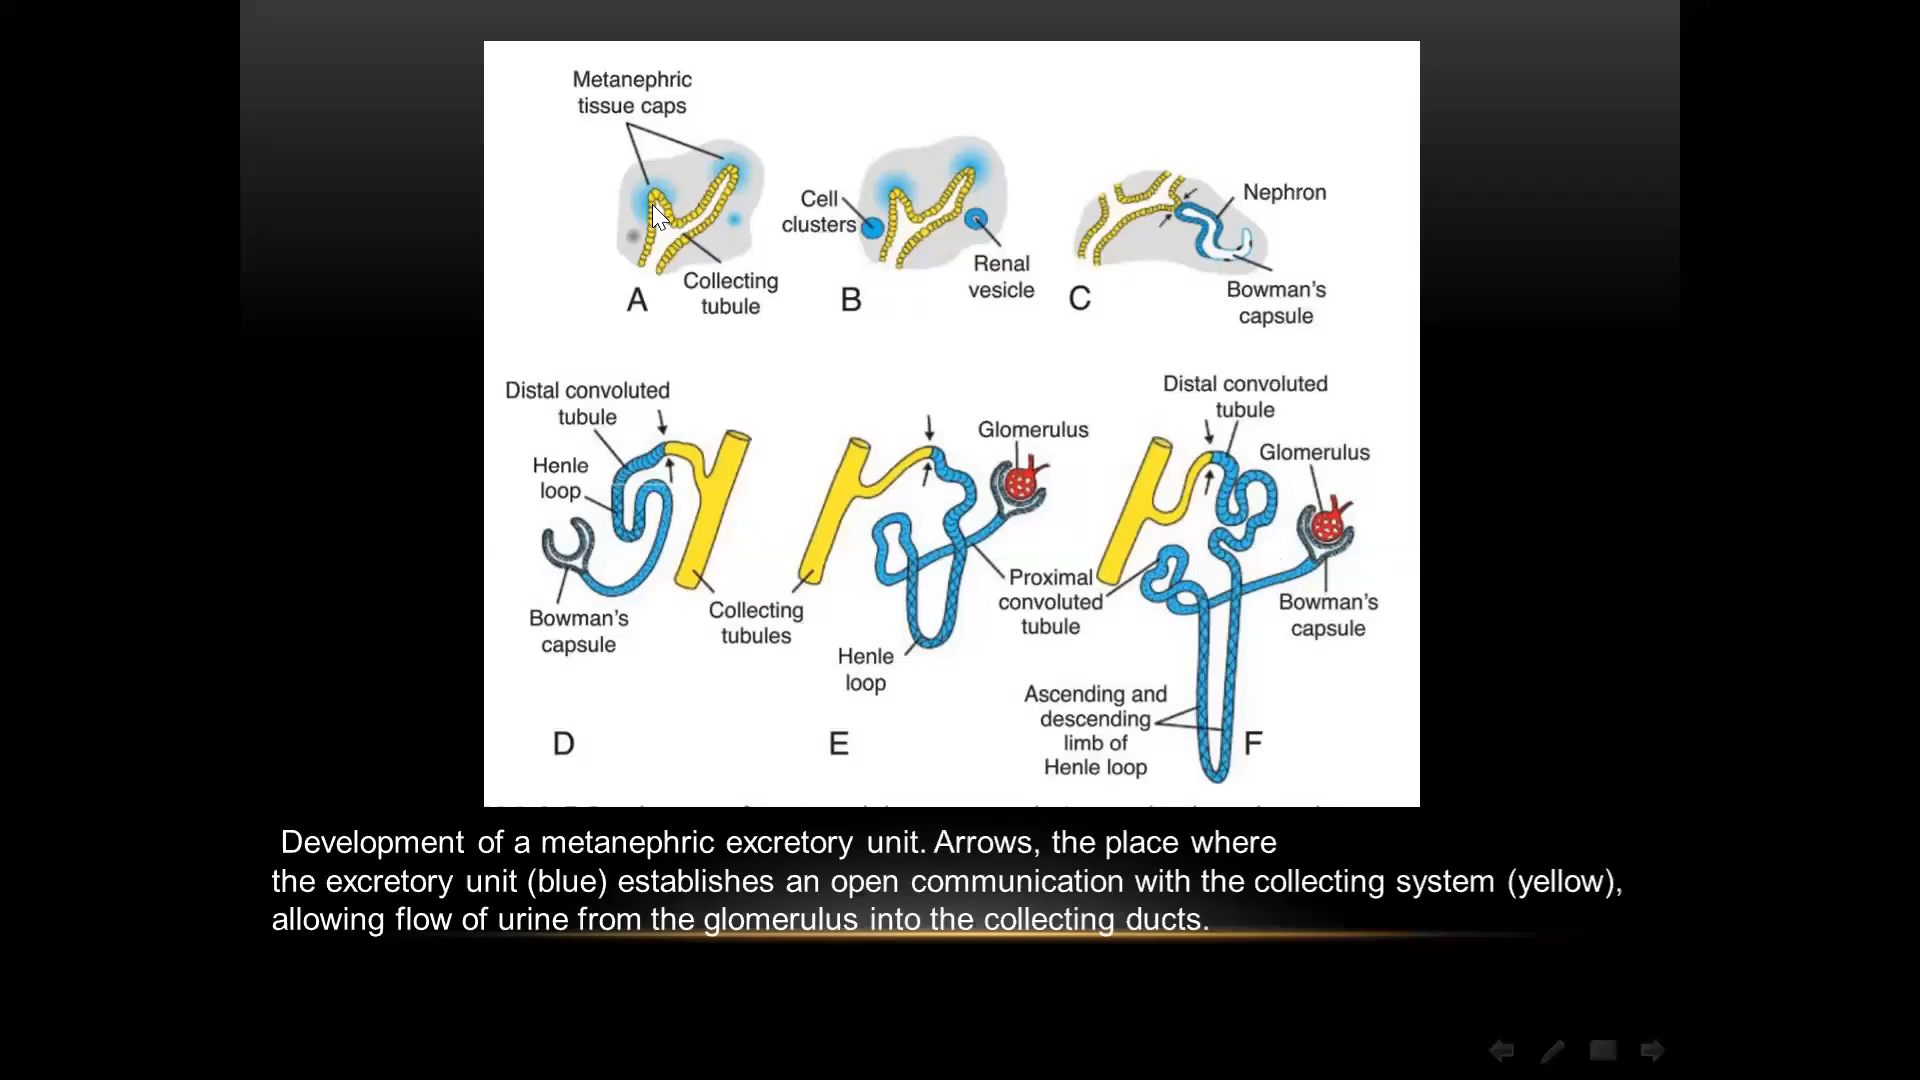 Metanephric
tissue caps
Cell
clusters
Nephron
Collecting
tubule
Renal
vesicle
Bowman's
capsule
A
B
C
Distal convoluted
tubule
Henle
loop
Bowman's
capsule
Collecting
tubules
Glomerulus
Proximal
convoluted
tubule
Henle
loop
Distal convoluted
tubule
Glomerulus
Bowman's
capsule
Ascending and
descending
limb of
Henle loop
D
E
F
Development of a metanephric excretory unit. Arrows, the place where
the excretory unit (blue) establishes an open communication with the collecting system (yellow),
allowing flow of urine from the glomerulus into the collecting ducts.